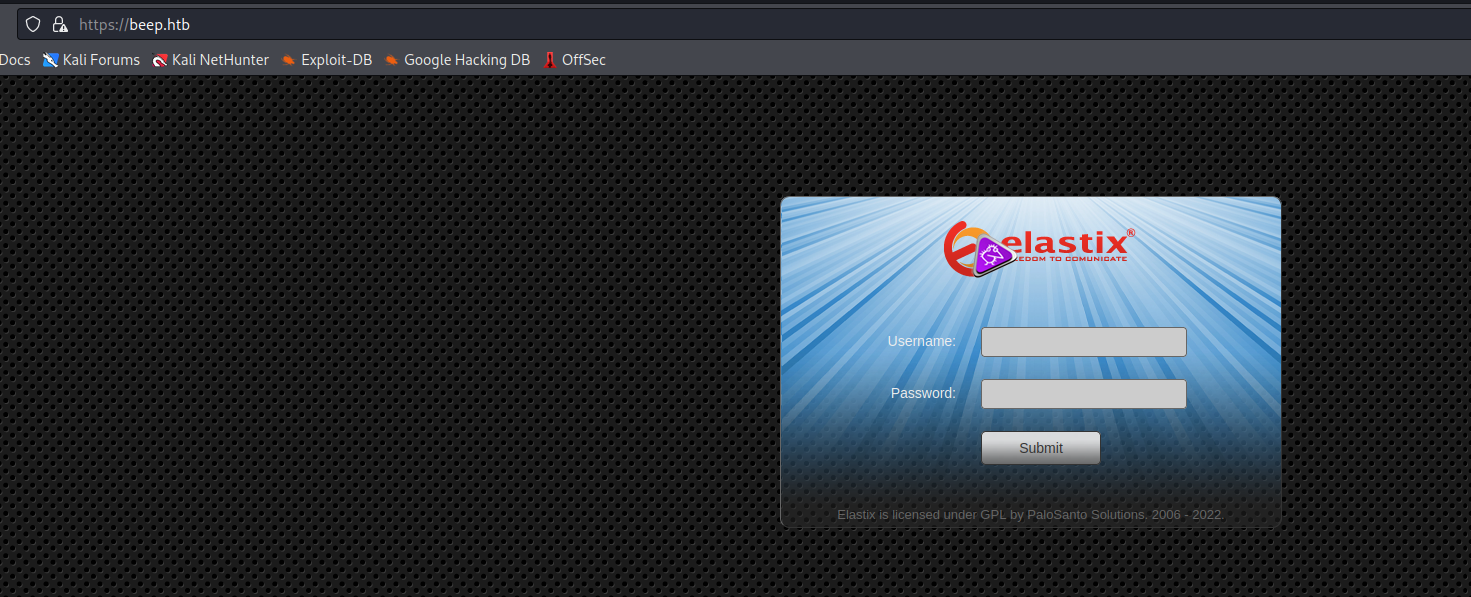 https://beep.htb
Docs Kali Forums Kali NetHunter Exploit-DB Google Hacking DB OffSec
elastix®
TO COMUNICATE
Username:
Password:
Submit
Elastix is licensed under GPL by PaloSanto Solutions. 2006 - 2022.